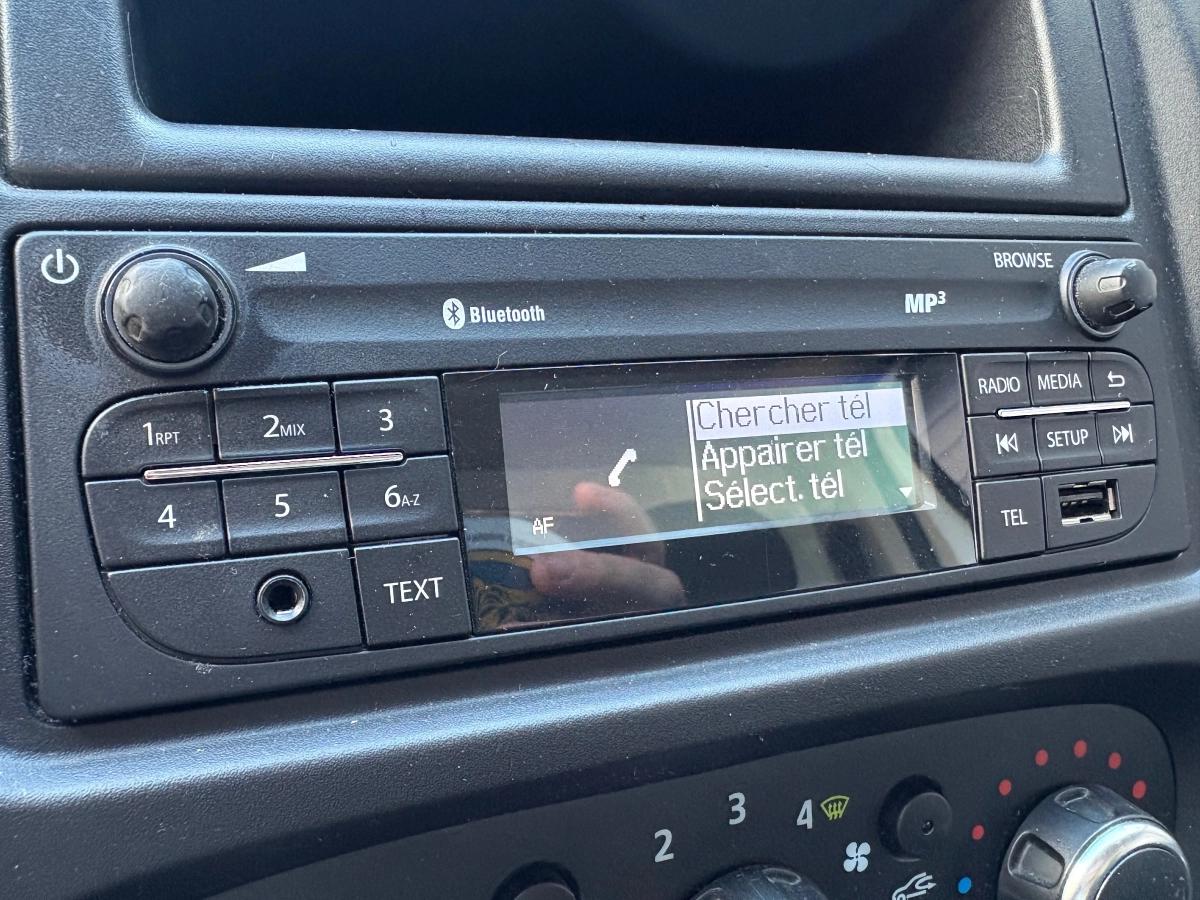 BROWSE
Bluetooth
MP3
1RPT
2MIX
3
4
5
6A-Z
TEXT
Chercher tél
Appairer tél
Sélect. tél
AF
RADIO
MEDIA
SETUP
TEL
2
3
4